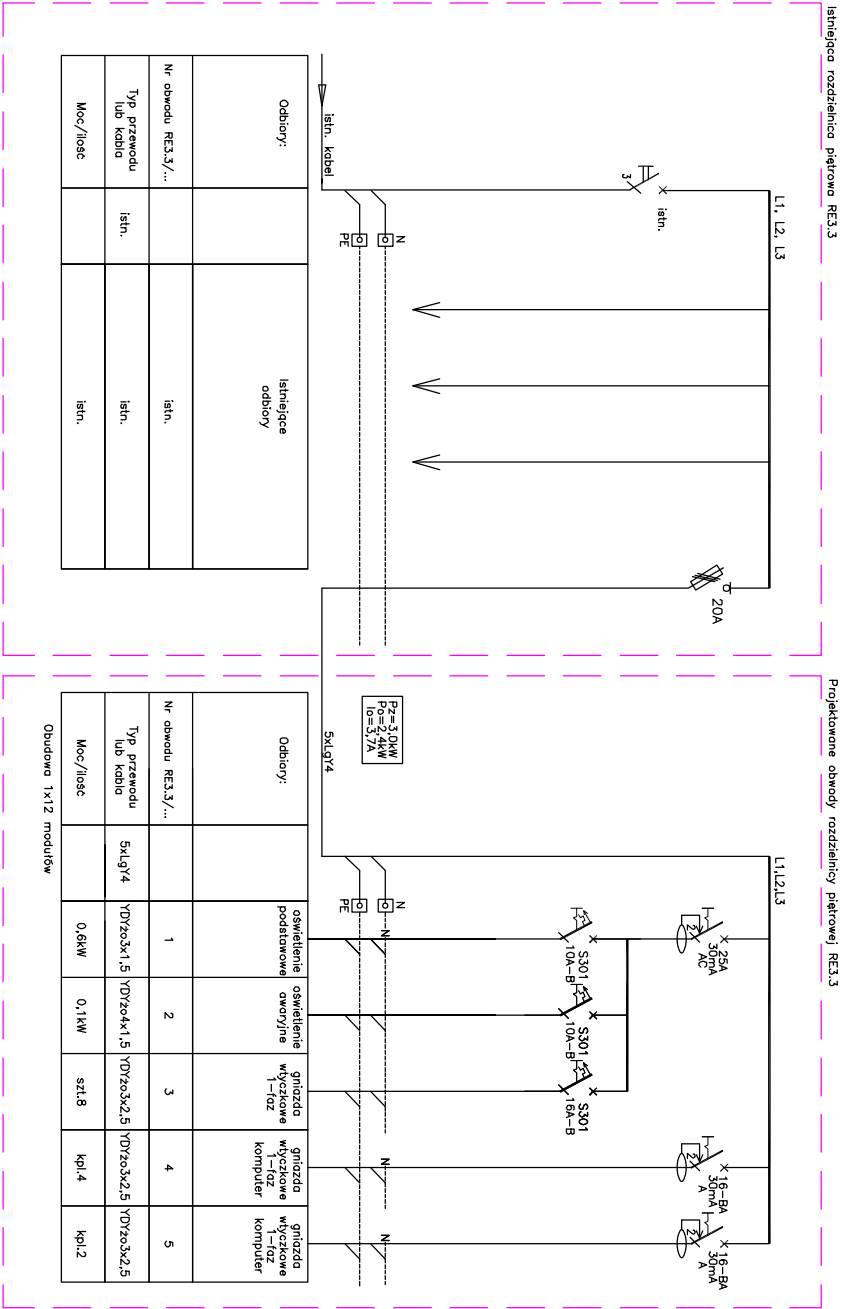 Istniejąca rozdzielnica piętrowa RE3.3
L1, L2, L3
istn.
3
20A
N
PE
istn. kabel
Odbiory:
Istniejące
odbiory
Nr obwodu RE3.3/...
istn.
Typ przewodu
lub kabla
istn.
istn.
Moc/ilość
istn.
Projektowane obwody rozdzielnicy piętrowej RE3.3
L1,L2,L3
25A
30mA
AC
2
16-BA
30mA
A
2
16-BA
30mA
A
2
S301
10A-B
S301
10A-B
S301
16A-B
Pz=3,0kW
Po=2,4kW
Io=3,7A
N
PE
N
N
N
5xLgY4
Odbiory:
oświetlenie
podstawowe
oświetlenie
awaryjne
gniazda
wtyczkowe
1-faz
gniazda
wtyczkowe
1-faz
komputer
gniazda
wtyczkowe
1-faz
komputer
Nr obwodu RE3.3/...
1
2
3
4
5
Typ przewodu
lub kabla
5xLgY4
YDYżo3x1,5
YDYżo4x1,5
YDYżo3x2,5
YDYżo3x2,5
YDYżo3x2,5
Moc/ilość
0,6kW
0,1kW
szt.8
kpl.4
kpl.2
Obudowa 1x12 modułów